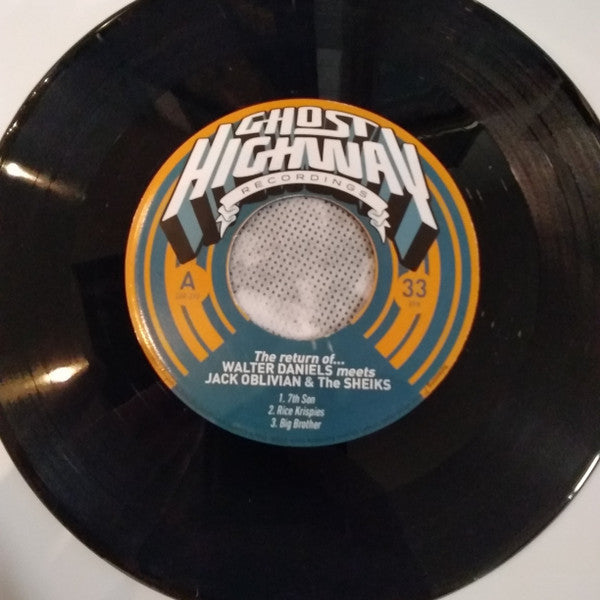 GHOST
HIGHWAY
RECORDINGS
A
33
RPM
The return of...
WALTER DANIELS meets
JACK OBLIVIAN & The SHEIKS
1. 7th Son
2. Rice Krispies
3. Big Brother